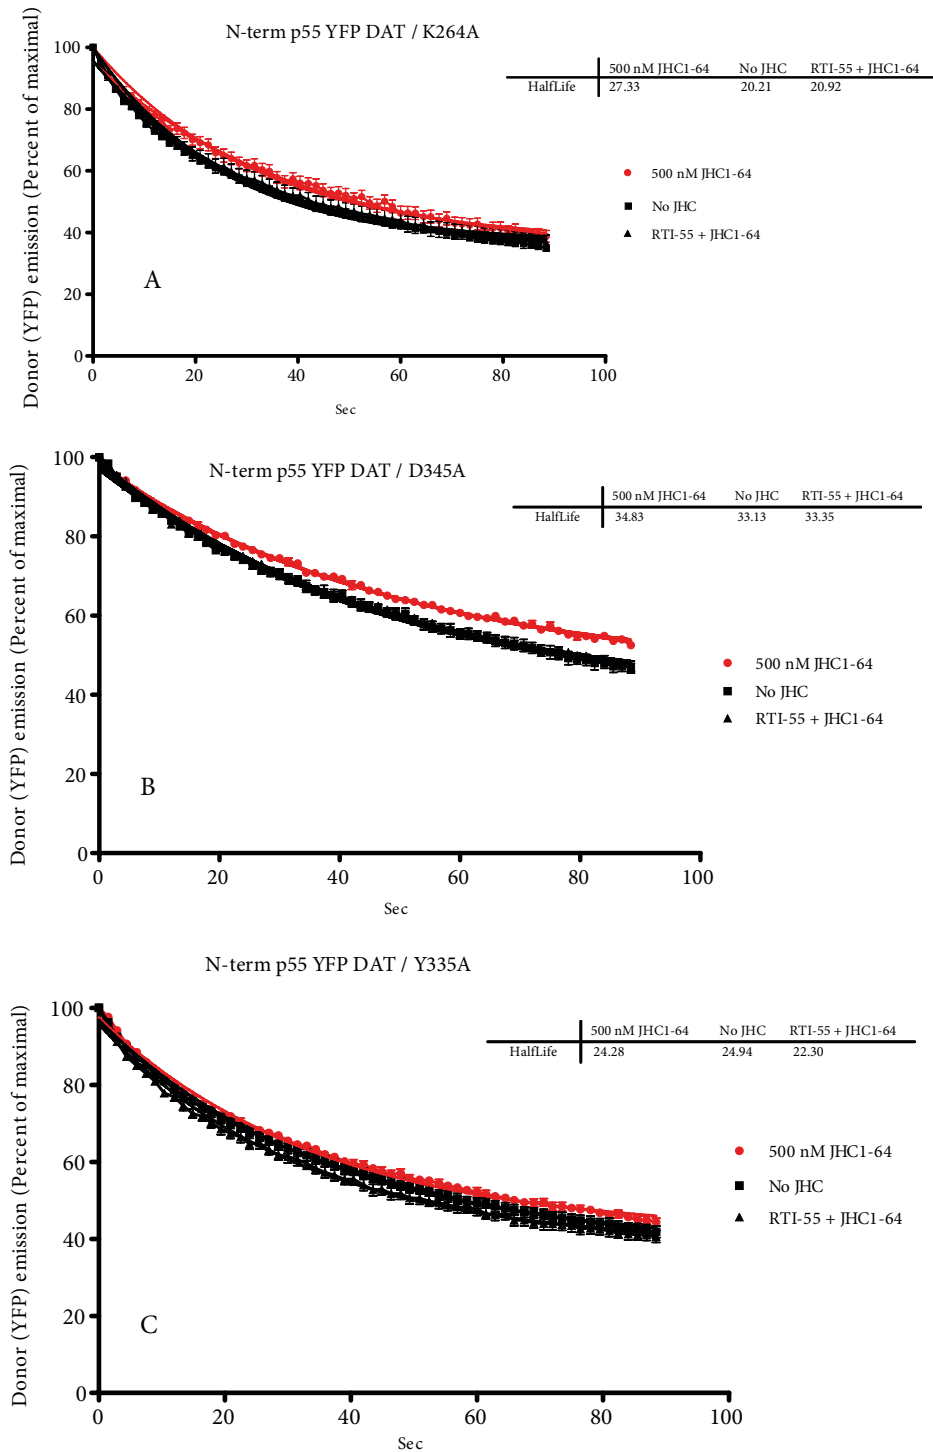 N-term p55 YFP DAT / K264A
500 nM JHC1-64 No JHC RTI-55 + JHC1-64
HalfLife 27.33 20.21 20.92
Donor (YFP) emission (Percent of maximal)
100
80
60
40
20
0
500 nM JHC1-64
No JHC
RTI-55 + JHC1-64
A
0 20 40 60 80 100
Sec
N-term p55 YFP DAT / D345A
500 nM JHC1-64 No JHC RTI-55 + JHC1-64
HalfLife 34.83 33.13 33.35
Donor (YFP) emission (Percent of maximal)
100
80
60
40
20
0
500 nM JHC1-64
No JHC
RTI-55 + JHC1-64
B
0 20 40 60 80 100
Sec
N-term p55 YFP DAT / Y335A
500 nM JHC1-64 No JHC RTI-55 + JHC1-64
HalfLife 24.28 24.94 22.30
Donor (YFP) emission (Percent of maximal)
100
80
60
40
20
0
500 nM JHC1-64
No JHC
RTI-55 + JHC1-64
C
0 20 40 60 80 100
Sec